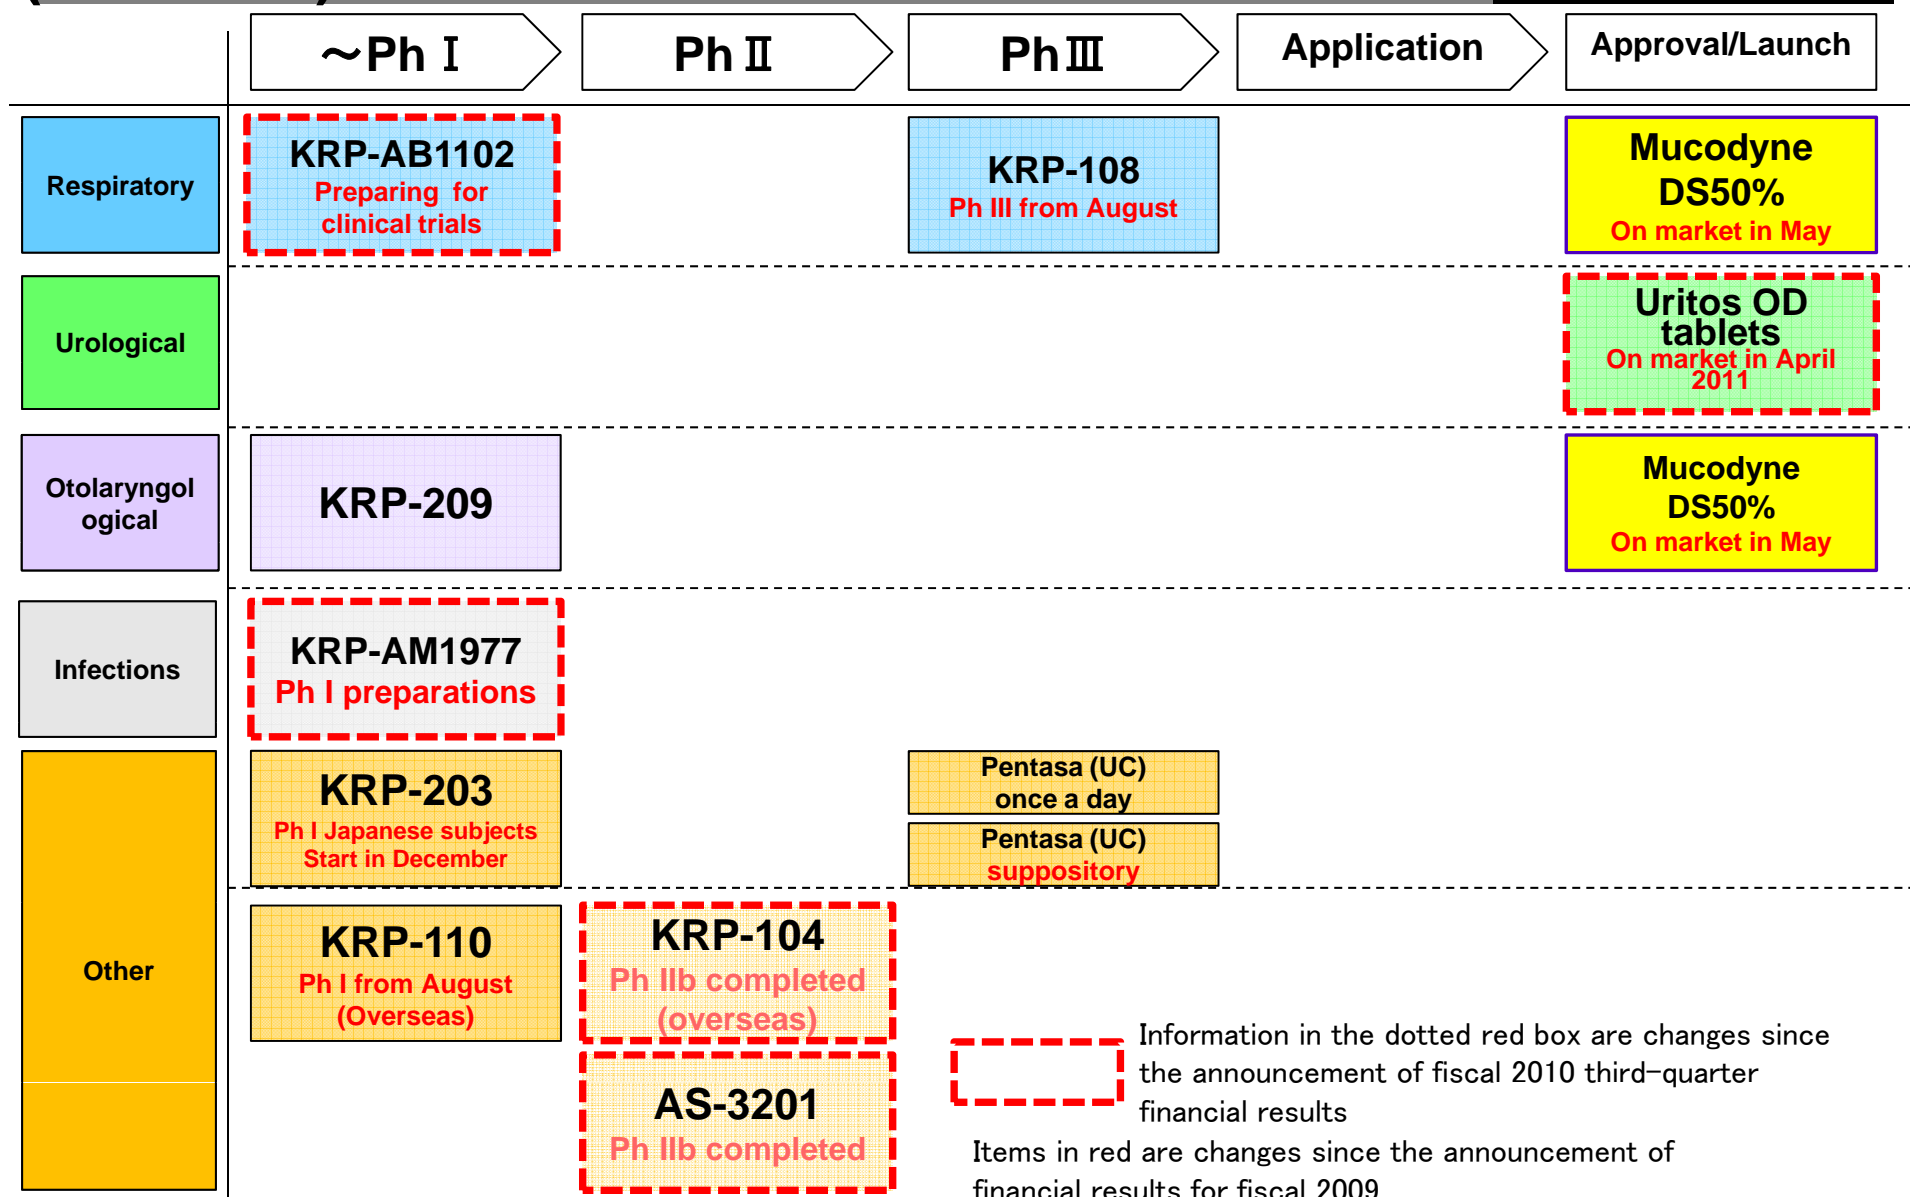 ~Ph Ⅰ
Ph Ⅱ
Ph Ⅲ
Application
Approval/Launch
Respiratory
KRP-AB1102
Preparing for
clinical trials
KRP-108
Ph III from August
Mucodyne
DS50%
On market in May
Urological
Uritos OD
tablets
On market in April
2011
Otolaryngol
ogical
KRP-209
Mucodyne
DS50%
On market in May
Infections
KRP-AM1977
Ph I preparations
Other
KRP-203
Ph I Japanese subjects
Start in December
Pentasa (UC)
once a day
Pentasa (UC)
suppository
KRP-110
Ph I from August
(Overseas)
KRP-104
Ph IIb completed
(overseas)
AS-3201
Ph IIb completed
Information in the dotted red box are changes since
the announcement of fiscal 2010 third-quarter
financial results
Items in red are changes since the announcement of
financial results for fiscal 2009